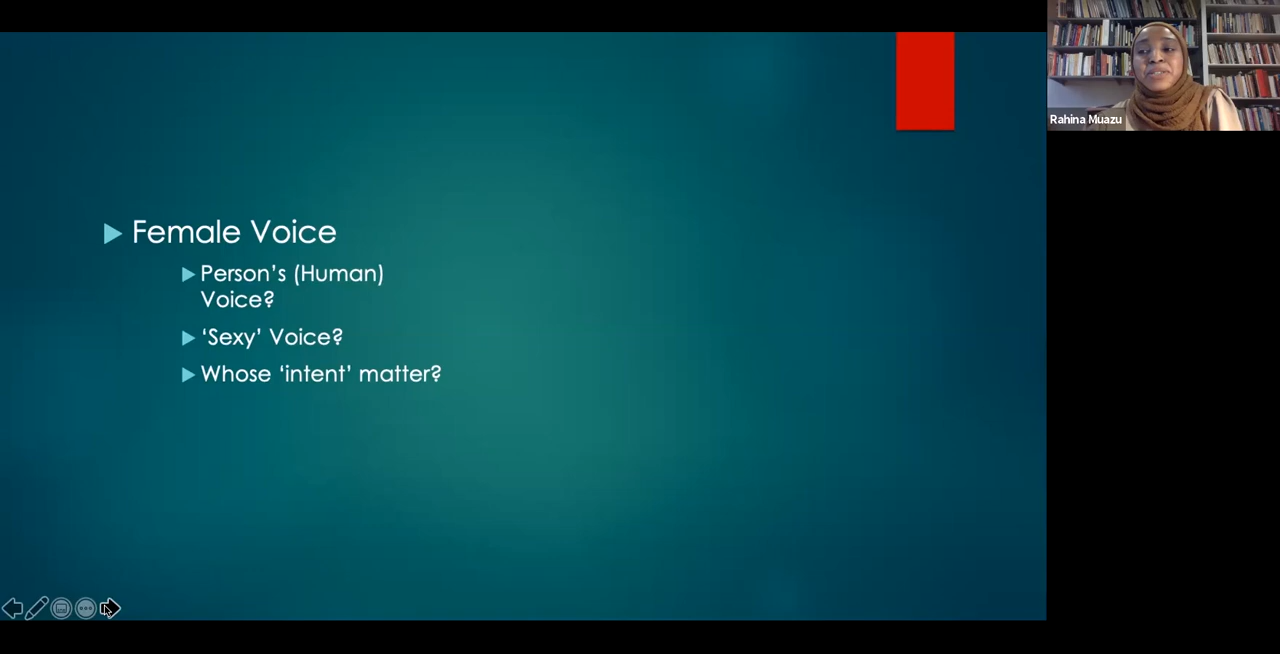 Female Voice
Person's (Human)
Voice?
‘Sexy’ Voice?
Whose ‘intent’ matter?
Rahina Muazu